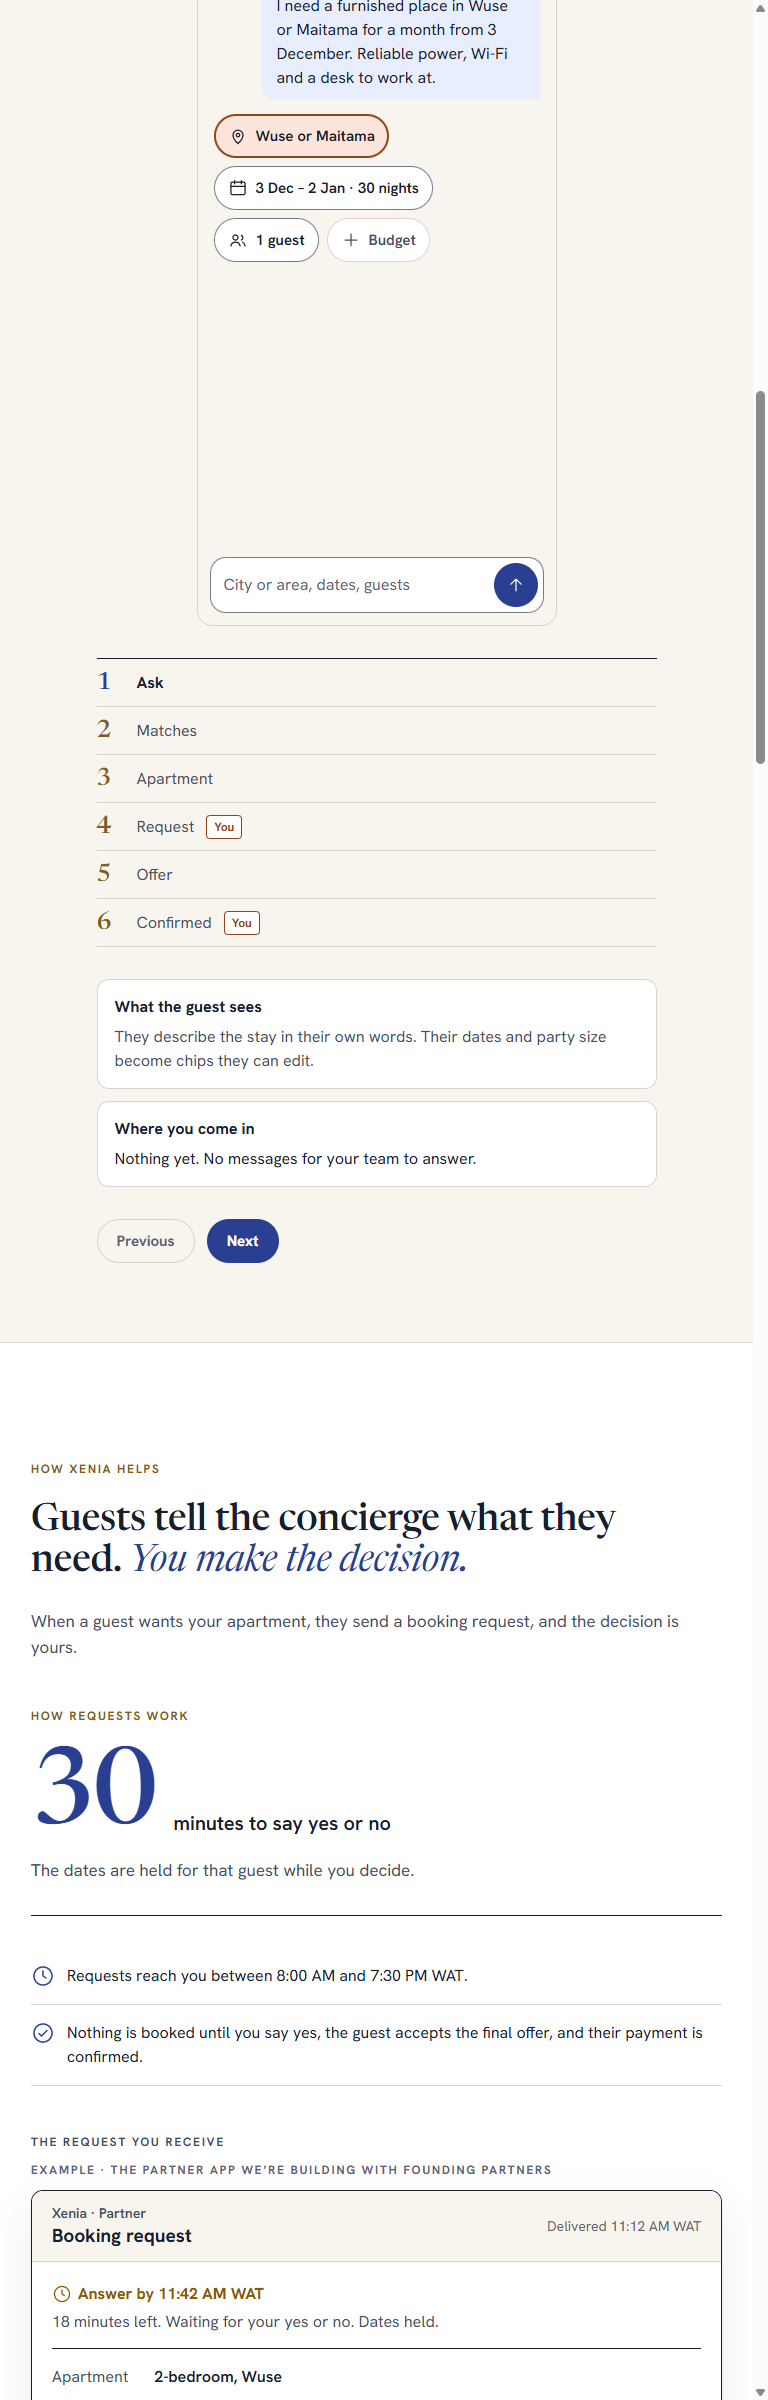 I need a furnished place in Wuse
or Maitama for a month from 3
December. Reliable power, Wi-Fi
and a desk to work at.
Wuse or Maitama
3 Dec – 2 Jan · 30 nights
1 guest
Budget
City or area, dates, guests
1 Ask
2 Matches
3 Apartment
4 Request You
5 Offer
6 Confirmed You
What the guest sees
They describe the stay in their own words. Their dates and party size
become chips they can edit.
Where you come in
Nothing yet. No messages for your team to answer.
Previous
Next
HOW XENIA HELPS
Guests tell the concierge what they
need. You make the decision.
When a guest wants your apartment, they send a booking request, and the decision is
yours.
HOW REQUESTS WORK
30 minutes to say yes or no
The dates are held for that guest while you decide.
Requests reach you between 8:00 AM and 7:30 PM WAT.
Nothing is booked until you say yes, the guest accepts the final offer, and their payment is
confirmed.
THE REQUEST YOU RECEIVE
EXAMPLE · THE PARTNER APP WE’RE BUILDING WITH FOUNDING PARTNERS
Xenia · Partner
Booking request
Delivered 11:12 AM WAT
Answer by 11:42 AM WAT
18 minutes left. Waiting for your yes or no. Dates held.
Apartment 2-bedroom, Wuse